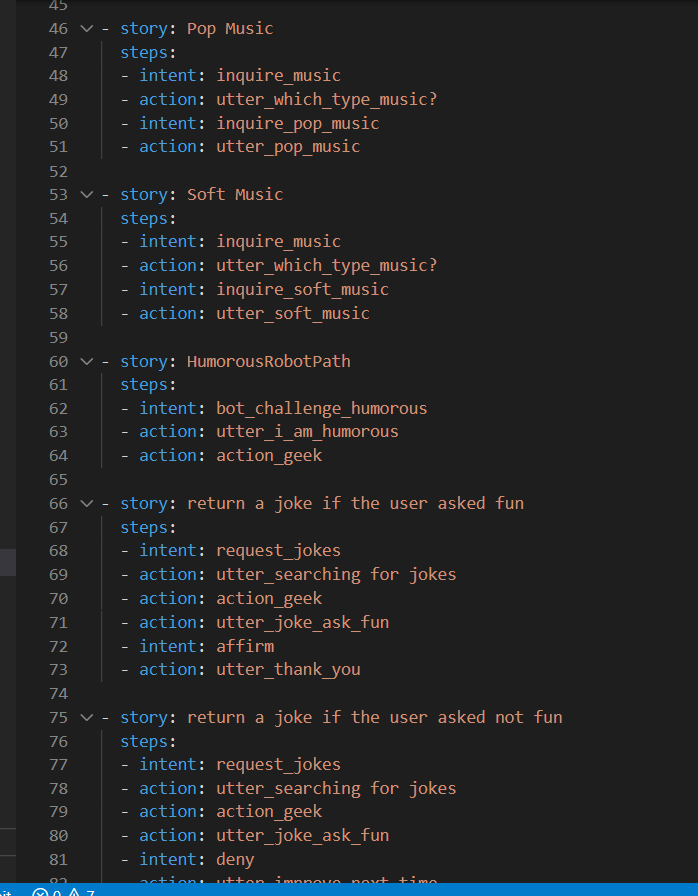 45
46 - story: Pop Music
47 steps:
48 - intent: inquire_music
49 - action: utter_which_type_music?
50 - intent: inquire_pop_music
51 - action: utter_pop_music
52
53 - story: Soft Music
54 steps:
55 - intent: inquire_music
56 - action: utter_which_type_music?
57 - intent: inquire_soft_music
58 - action: utter_soft_music
59
60 - story: HumorousRobotPath
61 steps:
62 - intent: bot_challenge_humorous
63 - action: utter_i_am_humorous
64 - action: action_geek
65
66 - story: return a joke if the user asked fun
67 steps:
68 - intent: request_jokes
69 - action: utter_searching for jokes
70 - action: action_geek
71 - action: utter_joke_ask_fun
72 - intent: affirm
73 - action: utter_thank_you
74
75 - story: return a joke if the user asked not fun
76 steps:
77 - intent: request_jokes
78 - action: utter_searching for jokes
79 - action: action_geek
80 - action: utter_joke_ask_fun
81 - intent: deny
82 - action: utter_improve_next_time
0 7